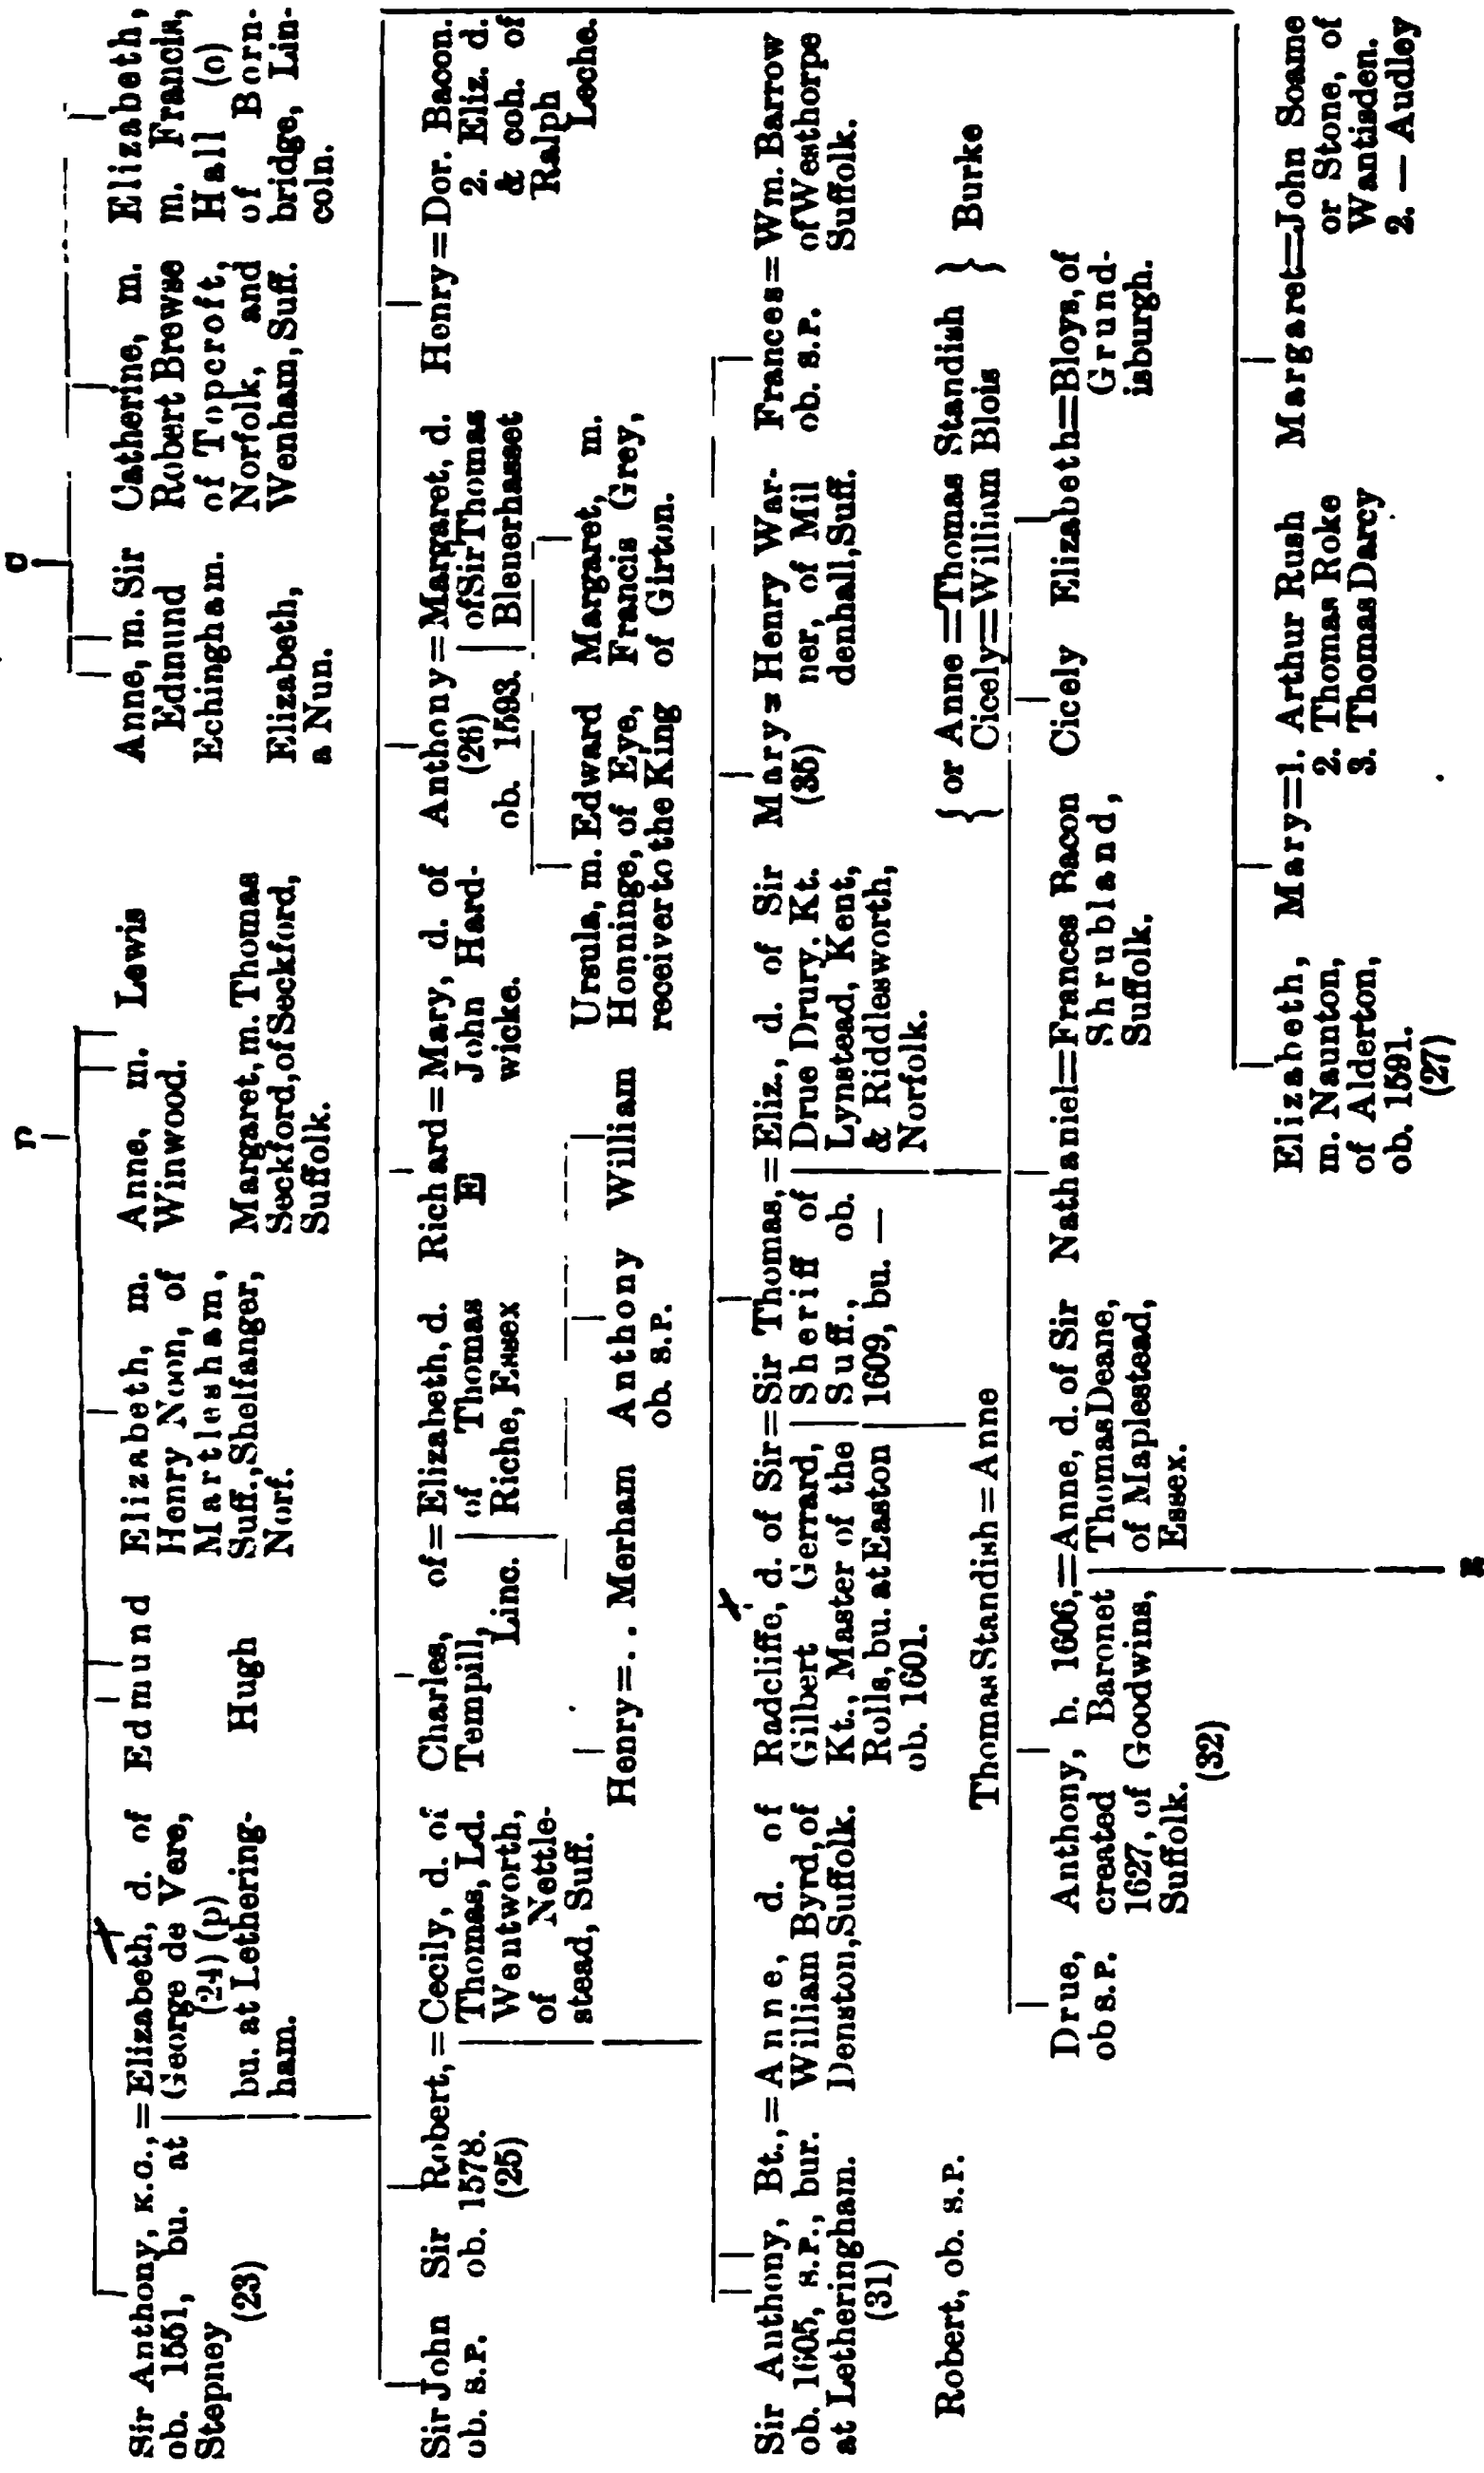 D
C
Sir Anthony, K.G.,=Elizabeth, d. of
ob. 1551, bu. at George de Vere,
Stepney (24) (p)
(23) bu. at Lethering-
ham.
Edmund
Hugh
Elizabeth, m.
Henry Noon, of
Martlesham,
Suff., Shelfanger,
Norf.
Anne, m.
Winwood.
Margaret, m. Thomas
Seckford, of Seckford,
Suffolk.
Lewis
Anne, m. Sir
Edmund
Echingham.
Elizabeth,
a Nun.
Catherine, m.
Robert Brewse
of Topcroft,
Norfolk, and
Wenham, Suff.
Elizabeth,
m. Francis,
Hall (o)
of Born-
bridge, Lin-
coln.
Sir John
ob. s.p.
Sir Robert,=Cecily, d. of
ob. 1578. Thomas, Ld.
(25) Wentworth,
of Nettle-
stead, Suff.
Charles, of=Elizabeth, d.
Tempill, of Thomas
Linc. Riche, Essex
Richard=Mary, d. of
E John Hard-
wicke.
Anthony=Margaret, d.
(26) of Sir Thomas
ob. 1593. Bleuerhasset
Henry=Dor. Bacon.
2. Eliz. d.
& coh. of
Ralph
Leche.
Henry=.. Merham
Anthony
ob. s.p.
William
Ursula, m. Edward
Honninge, of Eye,
receiver to the King
Margaret, m.
Francis Grey,
of Girton.
Sir Anthony, Bt.,=Anne, d. of
ob. 1605, s.p., bur. William Byrd, of
at Letheringham. Denston, Suffolk.
(31)
Robert, ob. s.p.
Radcliffe, d. of Sir=Sir Thomas,=Eliz., d. of Sir
Gilbert Gerrard, Sheriff of Drue Drury, Kt.
Kt., Master of the Suff., ob. Lynstead, Kent,
Rolls, bu. at Easton 1609, bu. — & Riddlesworth,
ob. 1601. Norfolk.
Mary=Henry War-
(35) ner, of Mil
denhall, Suff.
Frances=Wm. Barrow
ob. s.p. of Westhorpe
Suffolk.
Thomas Standish=Anne
{ or Anne=Thomas Standish }
{ Cicely=William Blois } Burke
Drue,
ob s.p.
Anthony, b. 1606,=Anne, d. of Sir
created Baronet Thomas Deane,
1627, of Goodwins, of Maplestead,
Suffolk. Essex.
(32)
Nathaniel=Frances Bacon
Shrubland,
Suffolk.
Cicely
Elizabeth=Bloys, of
Grund-
isburgh.
Elizabeth,
m. Naunton,
of Alderton,
ob. 1591.
(27)
Mary=1. Arthur Rush
2. Thomas Roke
3. Thomas Darcy
Margaret=John Soame
or Stone, of
Wantisden.
2. — Audley